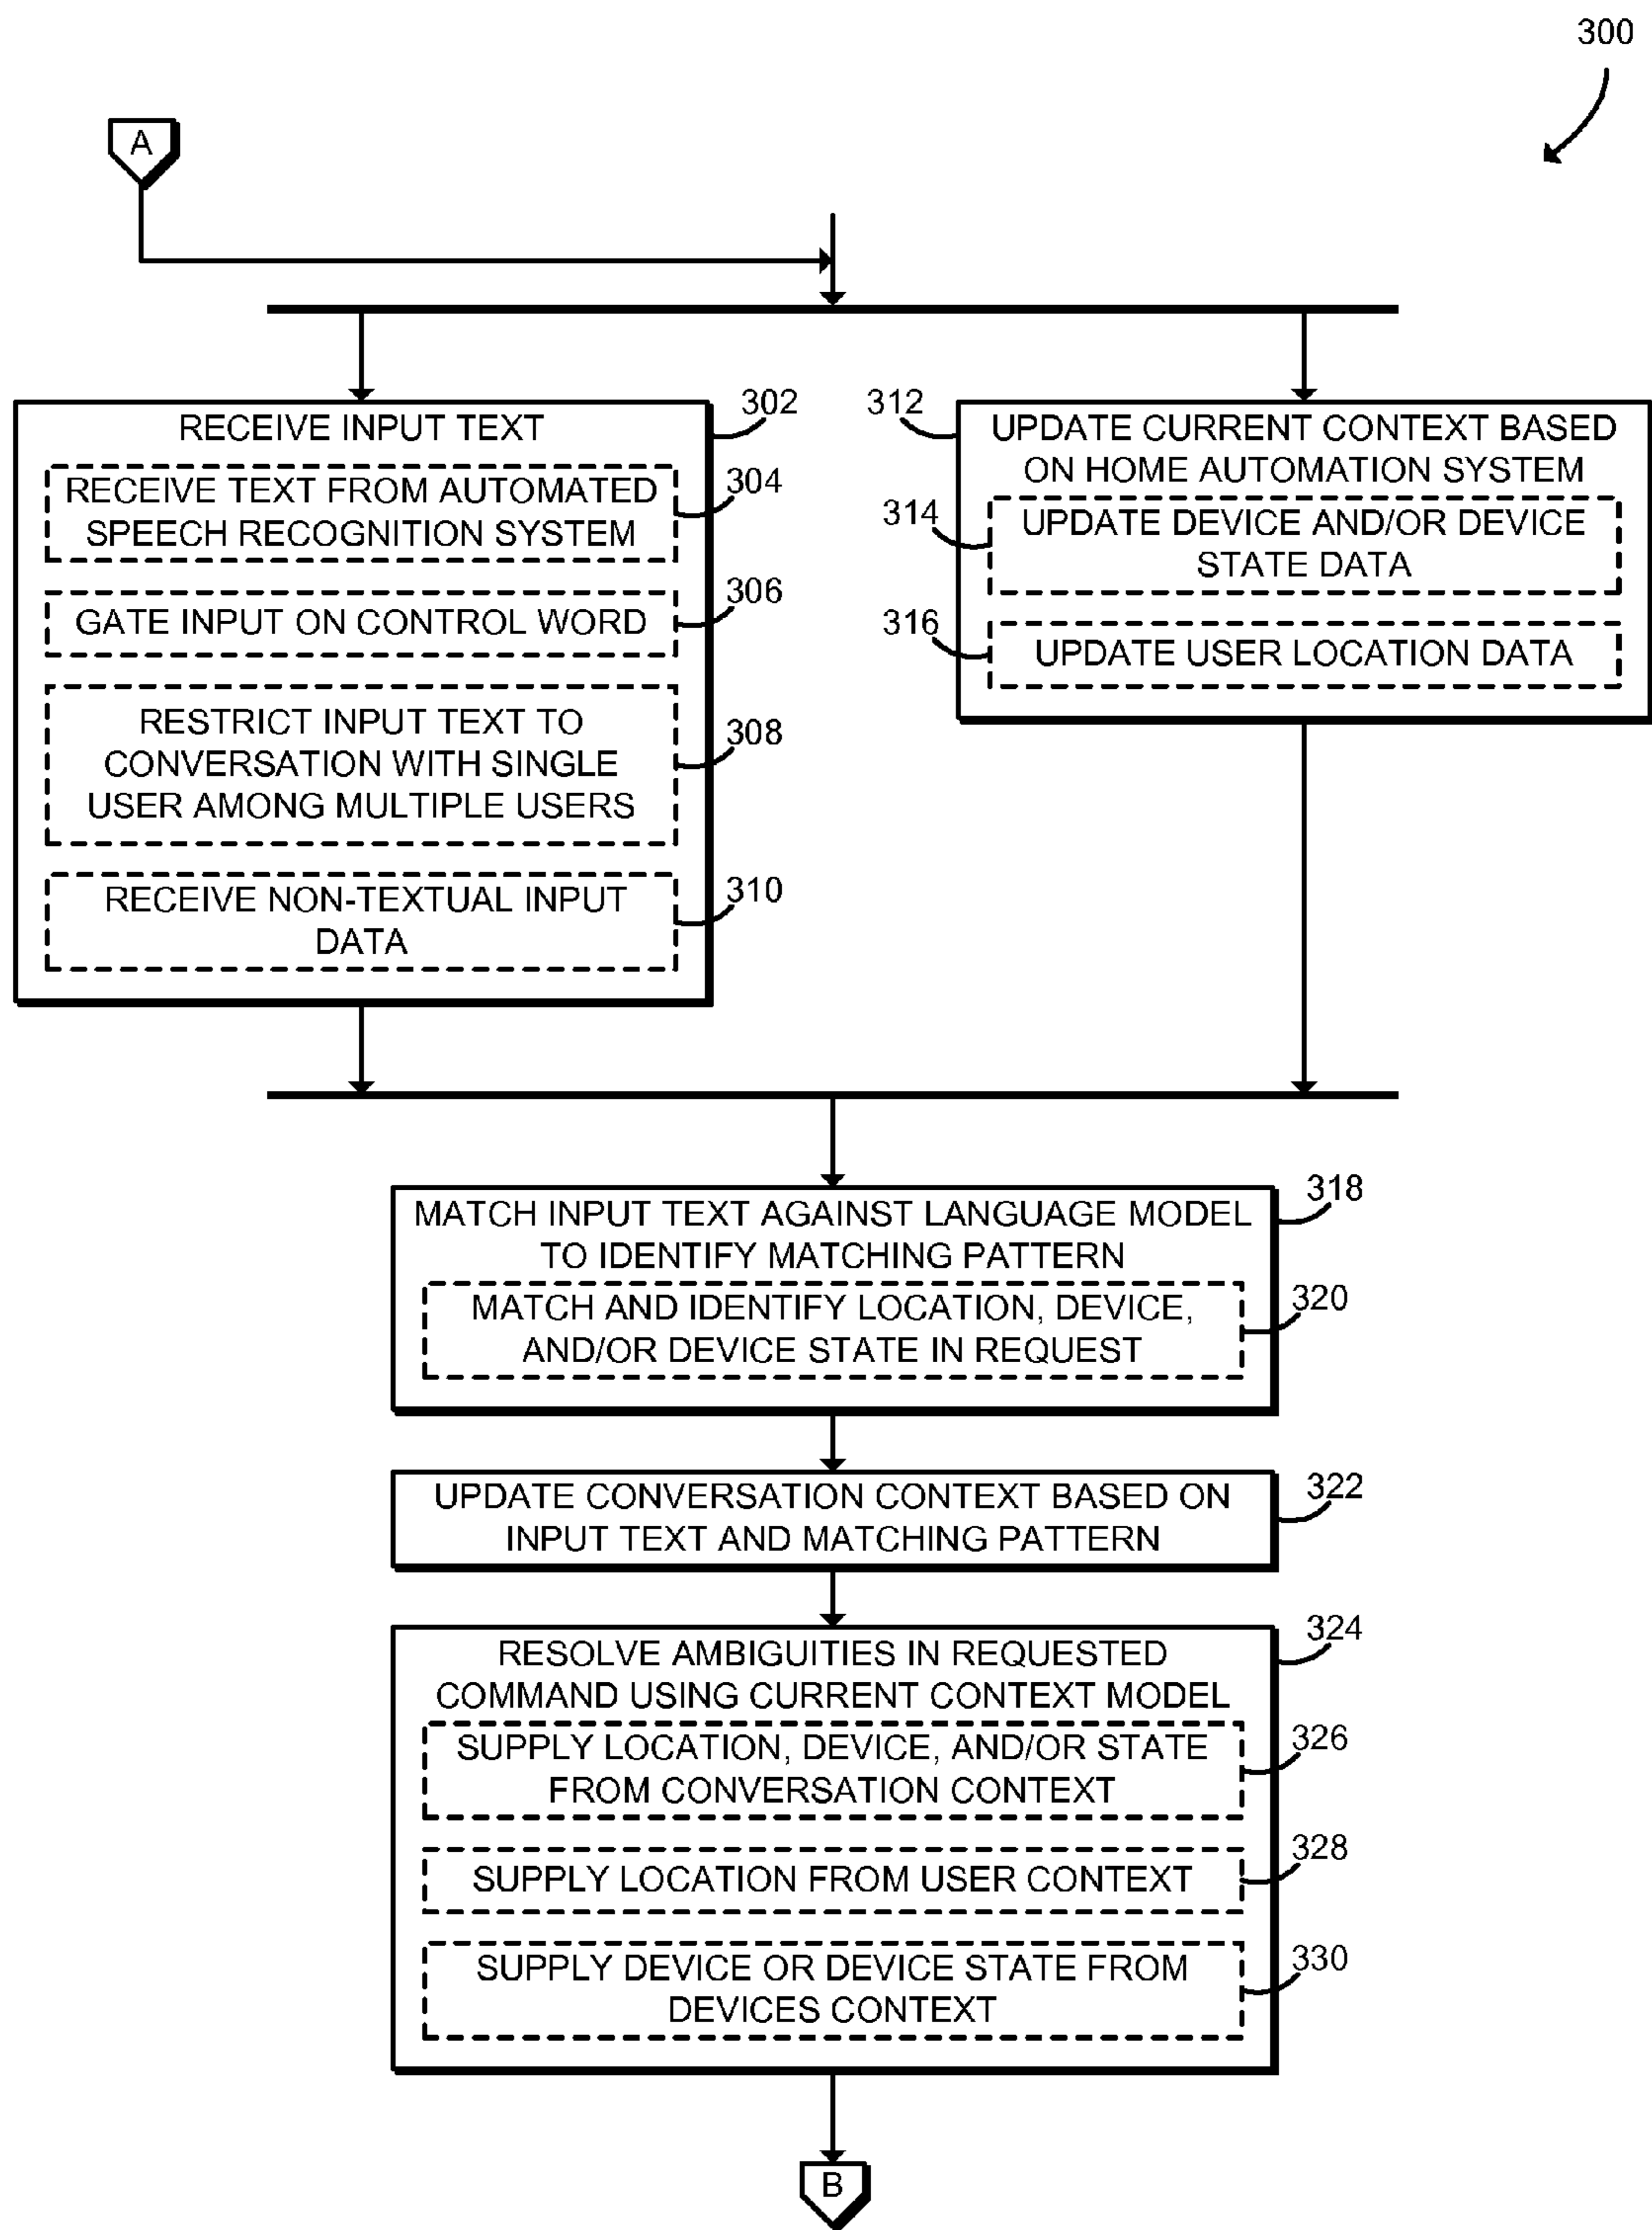 300
A
RECEIVE INPUT TEXT
302
RECEIVE TEXT FROM AUTOMATED
SPEECH RECOGNITION SYSTEM
304
GATE INPUT ON CONTROL WORD
306
RESTRICT INPUT TEXT TO
CONVERSATION WITH SINGLE
USER AMONG MULTIPLE USERS
308
RECEIVE NON-TEXTUAL INPUT
DATA
310
312
UPDATE CURRENT CONTEXT BASED
ON HOME AUTOMATION SYSTEM
314
UPDATE DEVICE AND/OR DEVICE
STATE DATA
316
UPDATE USER LOCATION DATA
MATCH INPUT TEXT AGAINST LANGUAGE MODEL
TO IDENTIFY MATCHING PATTERN
318
MATCH AND IDENTIFY LOCATION, DEVICE,
AND/OR DEVICE STATE IN REQUEST
320
UPDATE CONVERSATION CONTEXT BASED ON
INPUT TEXT AND MATCHING PATTERN
322
RESOLVE AMBIGUITIES IN REQUESTED
COMMAND USING CURRENT CONTEXT MODEL
324
SUPPLY LOCATION, DEVICE, AND/OR STATE
FROM CONVERSATION CONTEXT
326
SUPPLY LOCATION FROM USER CONTEXT
328
SUPPLY DEVICE OR DEVICE STATE FROM
DEVICES CONTEXT
330
B